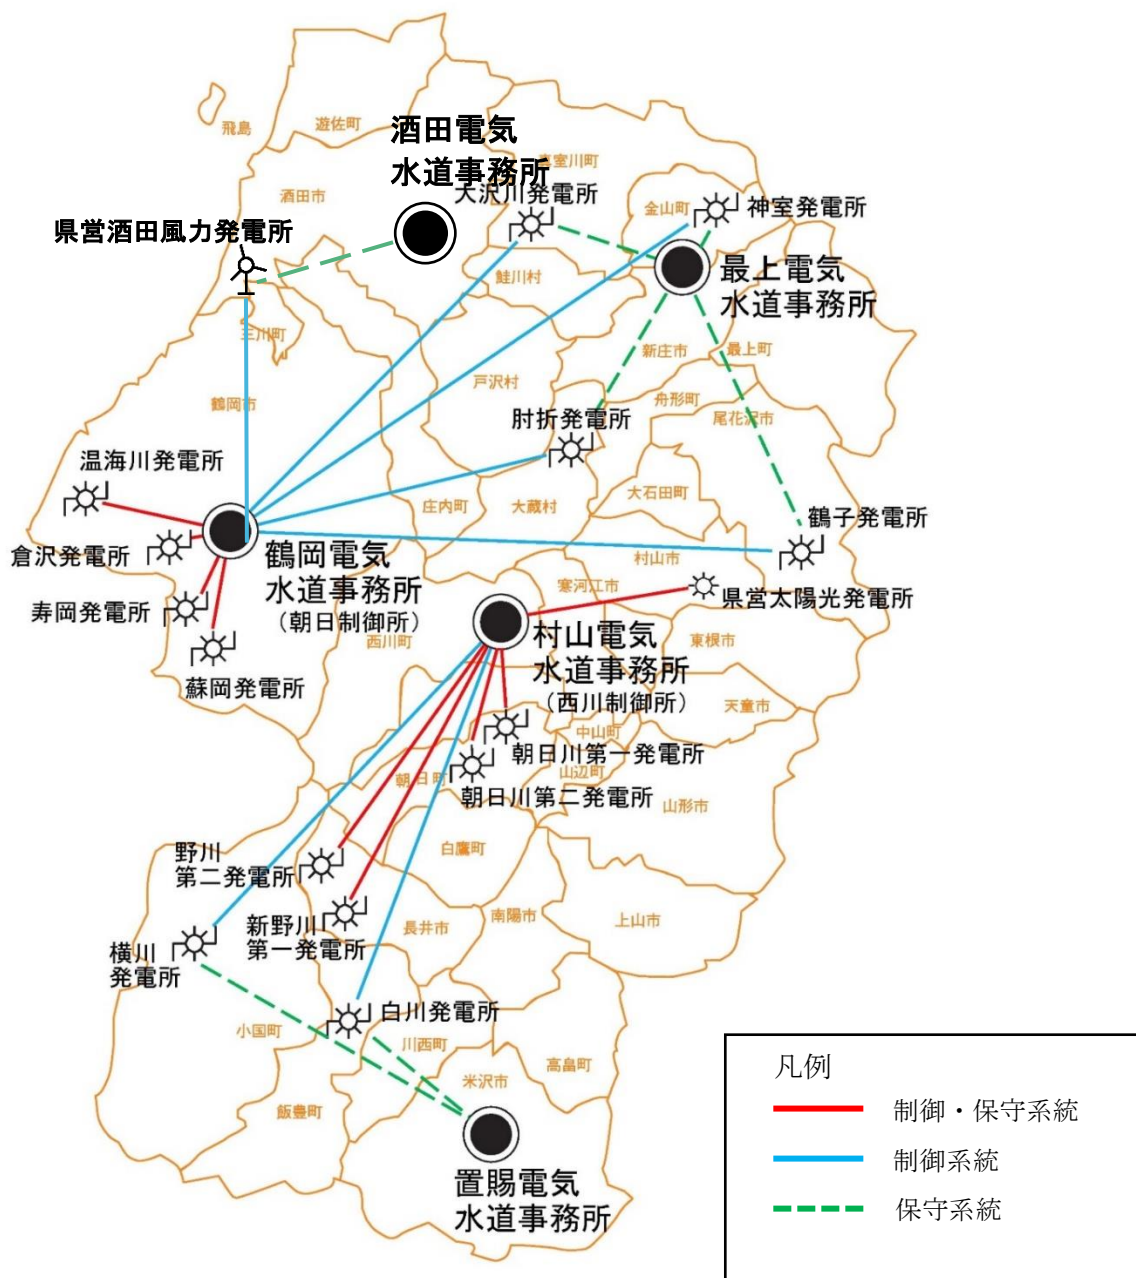 飛島
遊佐町
酒田電気
水道事務所
真室川町
大沢川発電所
酒田市
金山町
神室発電所
県営酒田風力発電所
鮭川村
最上電気
水道事務所
三川町
新庄市
最上町
戸沢村
鶴岡市
舟形町
尾花沢市
肘折発電所
温海川発電所
大石田町
庄内町
大蔵村
鶴子発電所
倉沢発電所
鶴岡電気
水道事務所
(朝日制御所)
村山市
寒河江市
県営太陽光発電所
寿岡発電所
西川町
村山電気
水道事務所
(西川制御所)
東根市
蘇岡発電所
天童市
中山町
朝日川第一発電所
朝日町
山辺町
朝日川第二発電所
山形市
野川
第二発電所
白鷹町
新野川
第一発電所
長井市
南陽市
上山市
横川
発電所
白川発電所
小国町
川西町
高畠町
米沢市
飯豊町
置賜電気
水道事務所
凡例
制御・保守系統
制御系統
保守系統